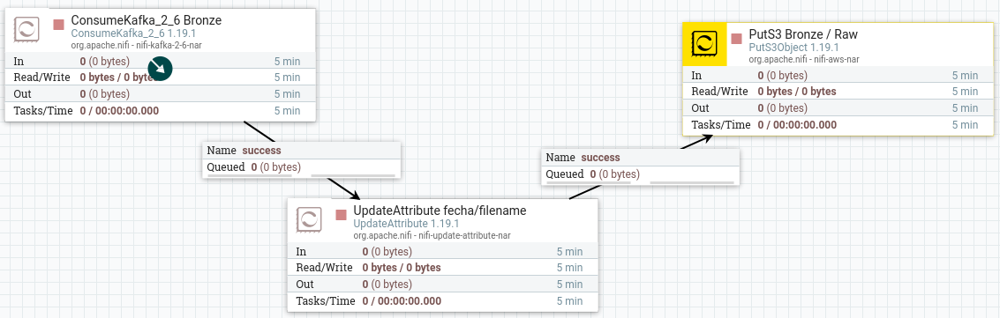 ConsumeKafka_2_6 Bronze
ConsumeKafka_2_6 1.19.1
org.apache.nifi - nifi-kafka-2-6-nar
In 0 (0 bytes) 5 min
Read/Write 0 bytes / 0 bytes 5 min
Out 0 (0 bytes) 5 min
Tasks/Time 0 / 00:00:00.000 5 min
Name success
Queued 0 (0 bytes)
UpdateAttribute fecha/filename
UpdateAttribute 1.19.1
org.apache.nifi - nifi-update-attribute-nar
In 0 (0 bytes) 5 min
Read/Write 0 bytes / 0 bytes 5 min
Out 0 (0 bytes) 5 min
Tasks/Time 0 / 00:00:00.000 5 min
Name success
Queued 0 (0 bytes)
PutS3 Bronze / Raw
PutS3Object 1.19.1
org.apache.nifi - nifi-aws-nar
In 0 (0 bytes) 5 min
Read/Write 0 bytes / 0 bytes 5 min
Out 0 (0 bytes) 5 min
Tasks/Time 0 / 00:00:00.000 5 min